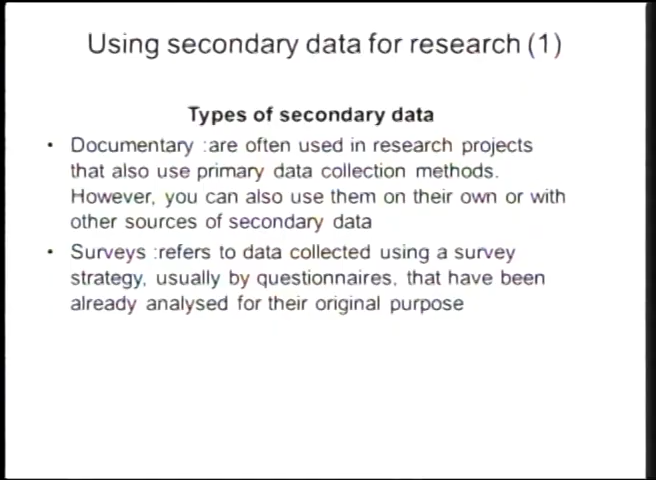 Using secondary data for research (1)
Types of secondary data
• Documentary :are often used in research projects
that also use primary data collection methods.
However, you can also use them on their own or with
other sources of secondary data
• Surveys :refers to data collected using a survey
strategy, usually by questionnaires, that have been
already analysed for their original purpose